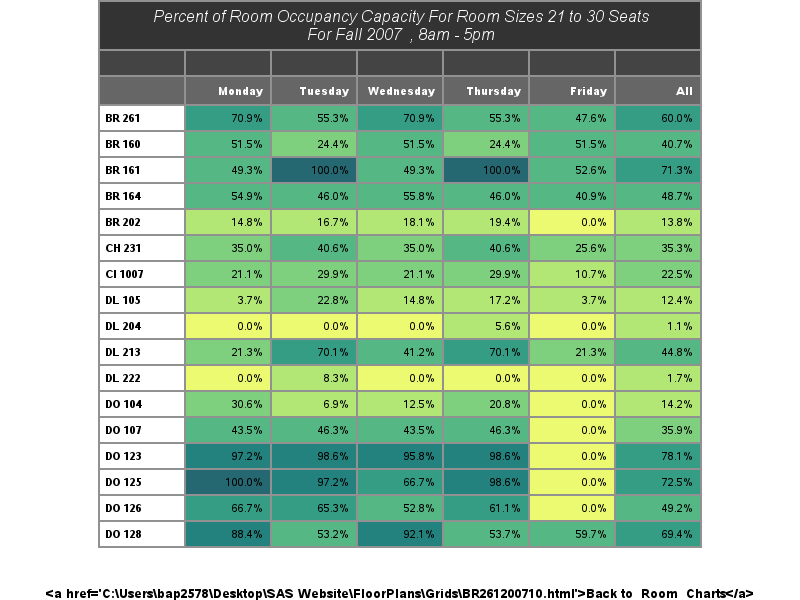 Percent of Room Occupancy Capacity For Room Sizes 21 to 30 Seats
For Fall 2007 , 8am - 5pm
Monday Tuesday Wednesday Thursday Friday All
BR 261 70.9% 55.3% 70.9% 55.3% 47.6% 60.0%
BR 160 51.5% 24.4% 51.5% 24.4% 51.5% 40.7%
BR 161 49.3% 100.0% 49.3% 100.0% 52.6% 71.3%
BR 164 54.9% 46.0% 55.8% 46.0% 40.9% 48.7%
BR 202 14.8% 16.7% 18.1% 19.4% 0.0% 13.8%
CH 231 35.0% 40.6% 35.0% 40.6% 25.6% 35.3%
CI 1007 21.1% 29.9% 21.1% 29.9% 10.7% 22.5%
DL 105 3.7% 22.8% 14.8% 17.2% 3.7% 12.4%
DL 204 0.0% 0.0% 0.0% 5.6% 0.0% 1.1%
DL 213 21.3% 70.1% 41.2% 70.1% 21.3% 44.8%
DL 222 0.0% 8.3% 0.0% 0.0% 0.0% 1.7%
DO 104 30.6% 6.9% 12.5% 20.8% 0.0% 14.2%
DO 107 43.5% 46.3% 43.5% 46.3% 0.0% 35.9%
DO 123 97.2% 98.6% 95.8% 98.6% 0.0% 78.1%
DO 125 100.0% 97.2% 66.7% 98.6% 0.0% 72.5%
DO 126 66.7% 65.3% 52.8% 61.1% 0.0% 49.2%
DO 128 88.4% 53.2% 92.1% 53.7% 59.7% 69.4%
<a href='C:\Users\bap2578\Desktop\SAS Website\FloorPlans\Grids\BR261200710.html'>Back to Room Charts</a>